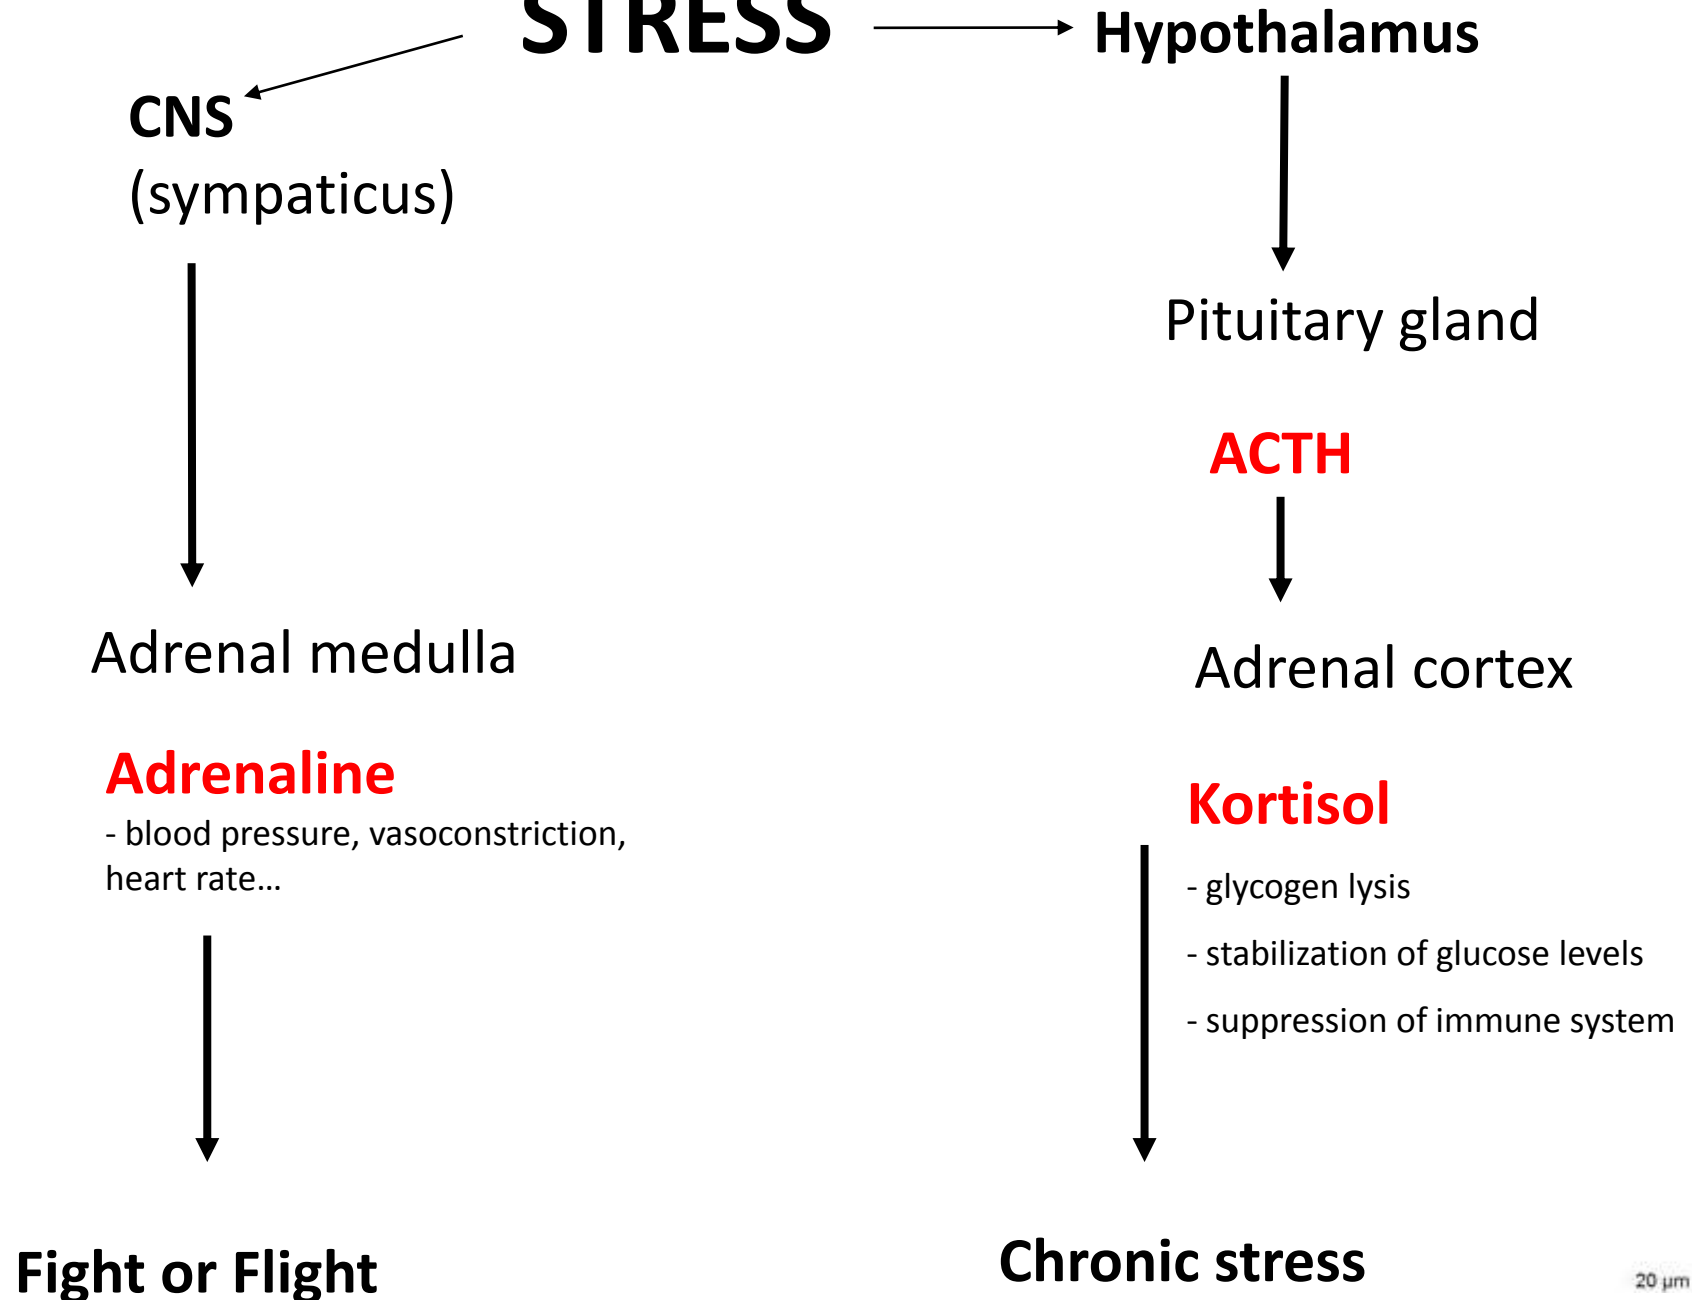 STRESS
Hypothalamus
CNS
(sympaticus)
Pituitary gland
ACTH
Adrenal medulla
Adrenal cortex
Adrenaline
- blood pressure, vasoconstriction,
heart rate...
Kortisol
- glycogen lysis
- stabilization of glucose levels
- suppression of immune system
Fight or Flight
Chronic stress
20 µm